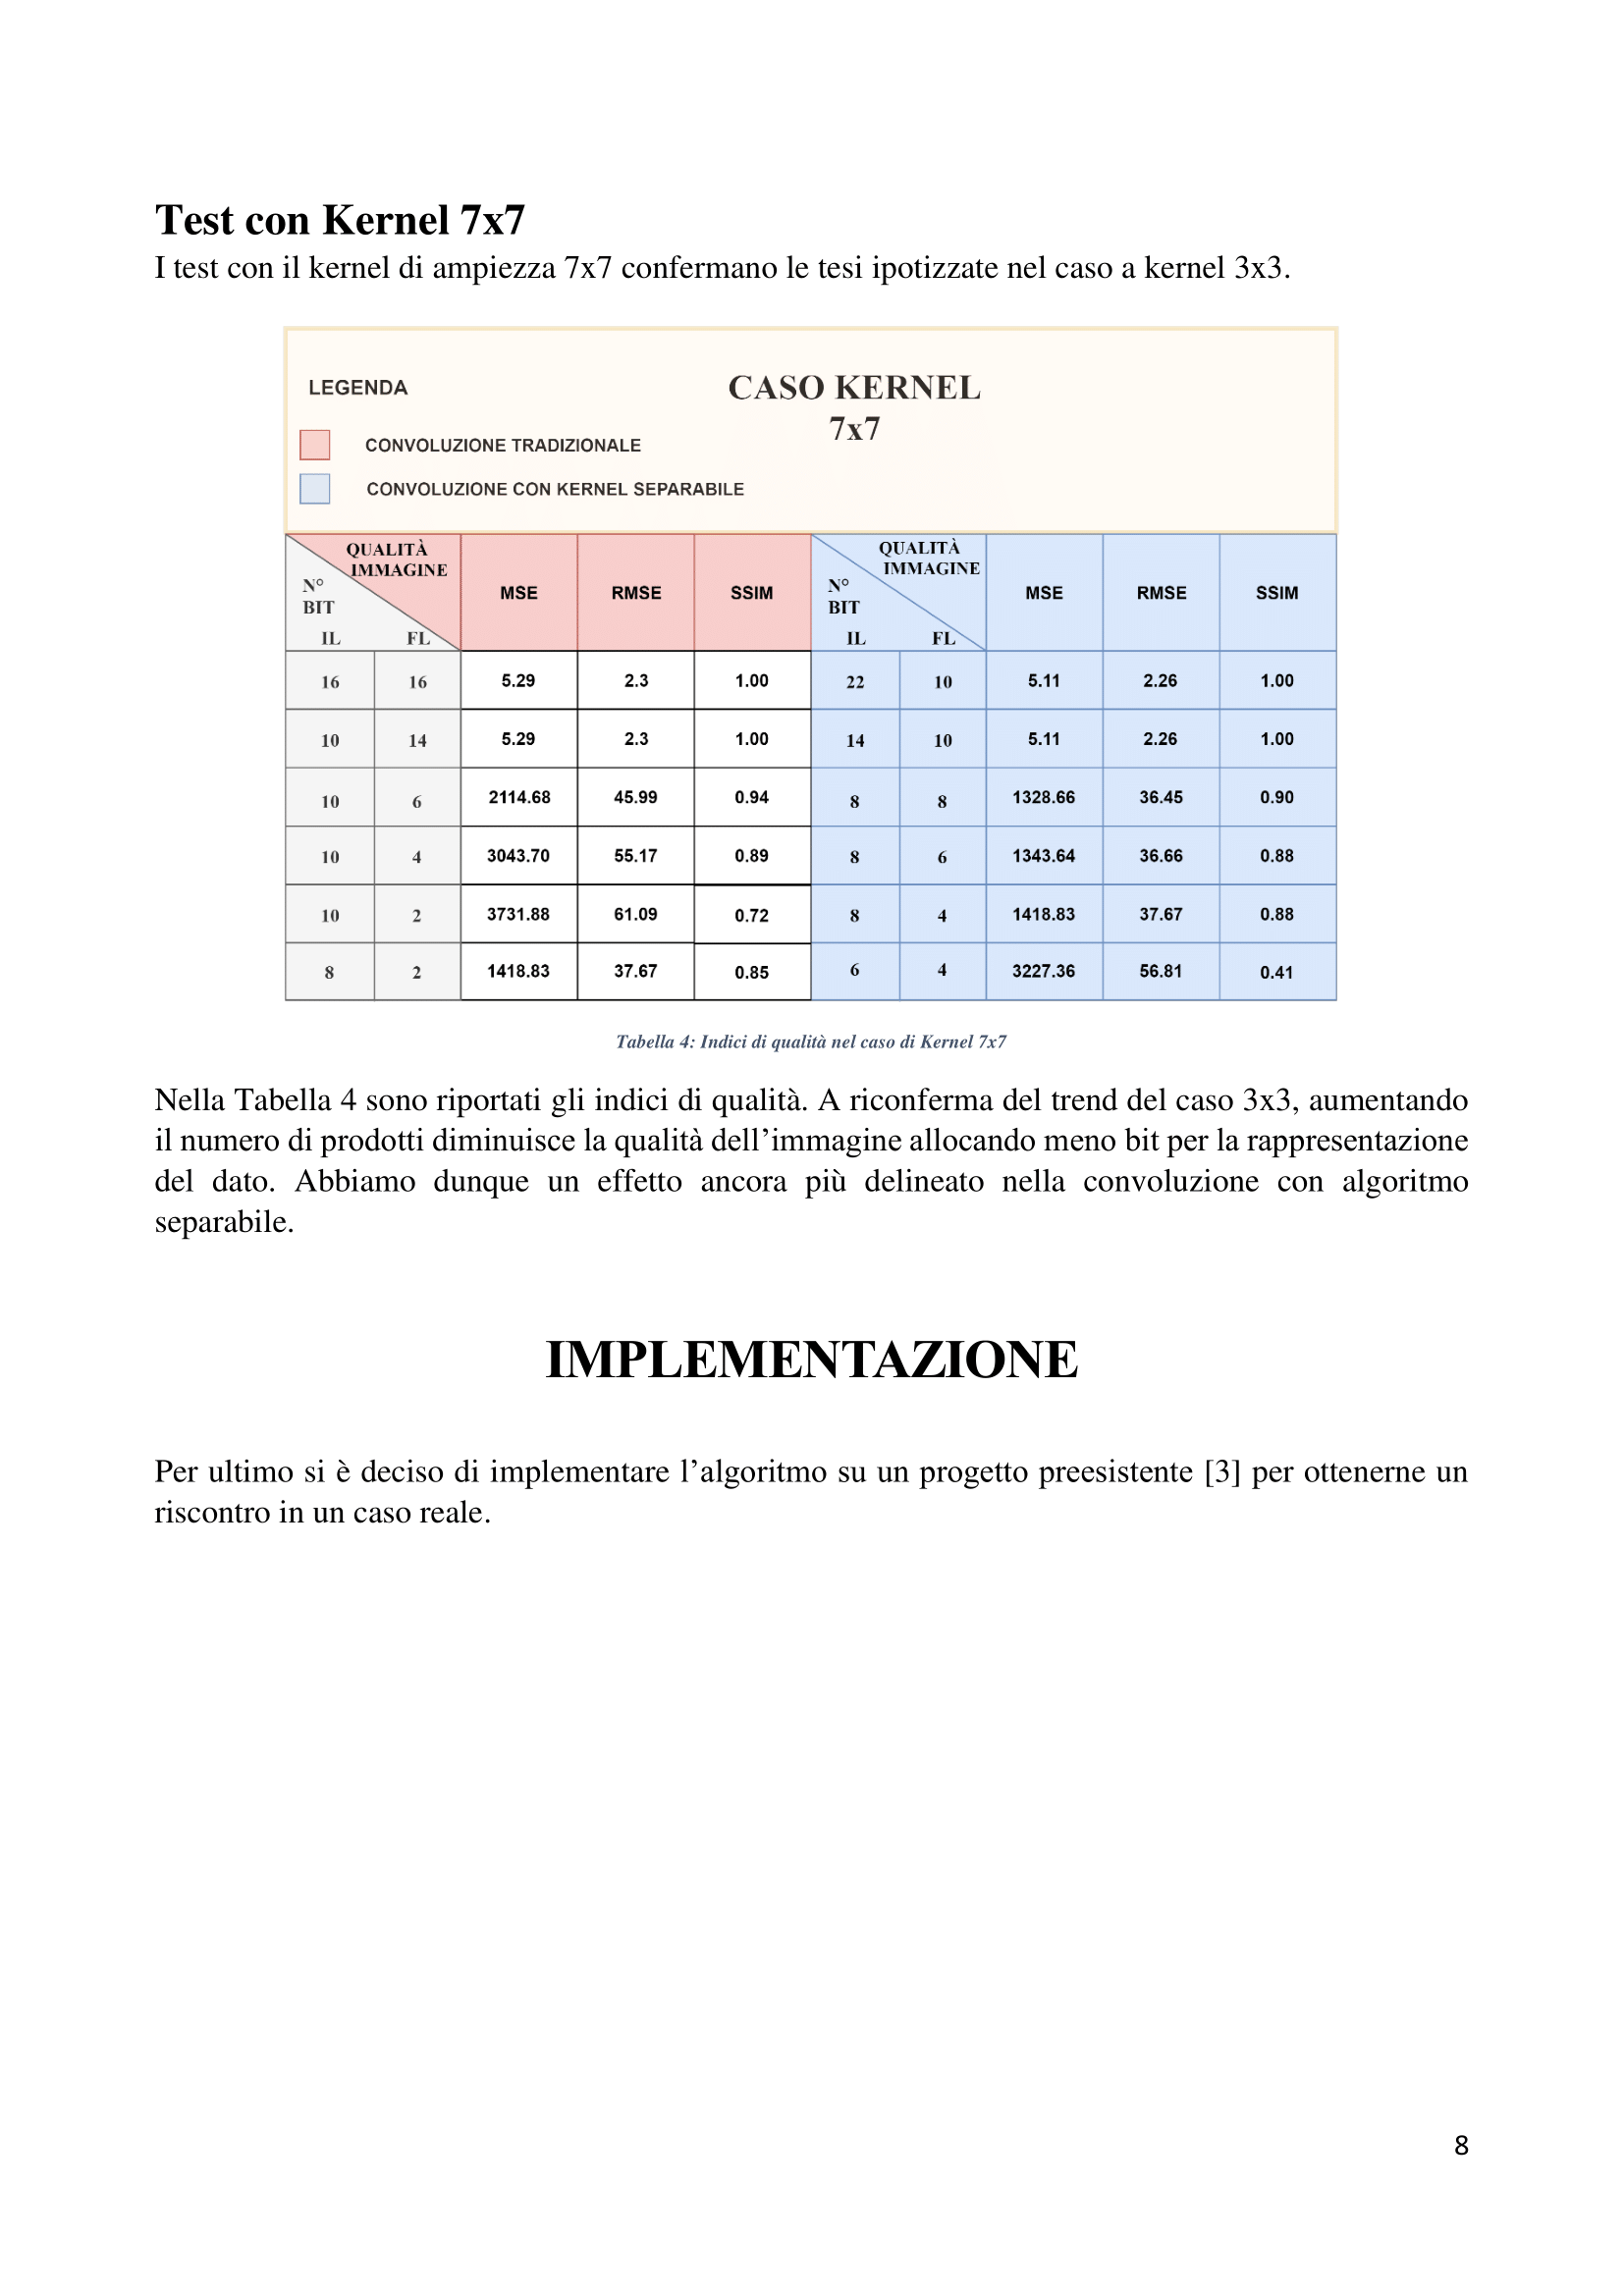 Test con Kernel 7x7
I test con il kernel di ampiezza 7x7 confermano le tesi ipotizzate nel caso a kernel 3x3.
LEGENDA
CASO KERNEL
7x7
CONVOLUZIONE TRADIZIONALE
CONVOLUZIONE CON KERNEL SEPARABILE
QUALITÀ IMMAGINE N° BIT IL FL MSE RMSE SSIM QUALITÀ IMMAGINE N° BIT IL FL MSE RMSE SSIM
16 16 5.29 2.3 1.00 22 10 5.11 2.26 1.00
10 14 5.29 2.3 1.00 14 10 5.11 2.26 1.00
10 6 2114.68 45.99 0.94 8 8 1328.66 36.45 0.90
10 4 3043.70 55.17 0.89 8 6 1343.64 36.66 0.88
10 2 3731.88 61.09 0.72 8 4 1418.83 37.67 0.88
8 2 1418.83 37.67 0.85 6 4 3227.36 56.81 0.41
Tabella 4: Indici di qualità nel caso di Kernel 7x7
Nella Tabella 4 sono riportati gli indici di qualità. A riconferma del trend del caso 3x3, aumentando
il numero di prodotti diminuisce la qualità dell’immagine allocando meno bit per la rappresentazione
del dato. Abbiamo dunque un effetto ancora più delineato nella convoluzione con algoritmo
separabile.
IMPLEMENTAZIONE
Per ultimo si è deciso di implementare l’algoritmo su un progetto preesistente [3] per ottenerne un
riscontro in un caso reale.
8